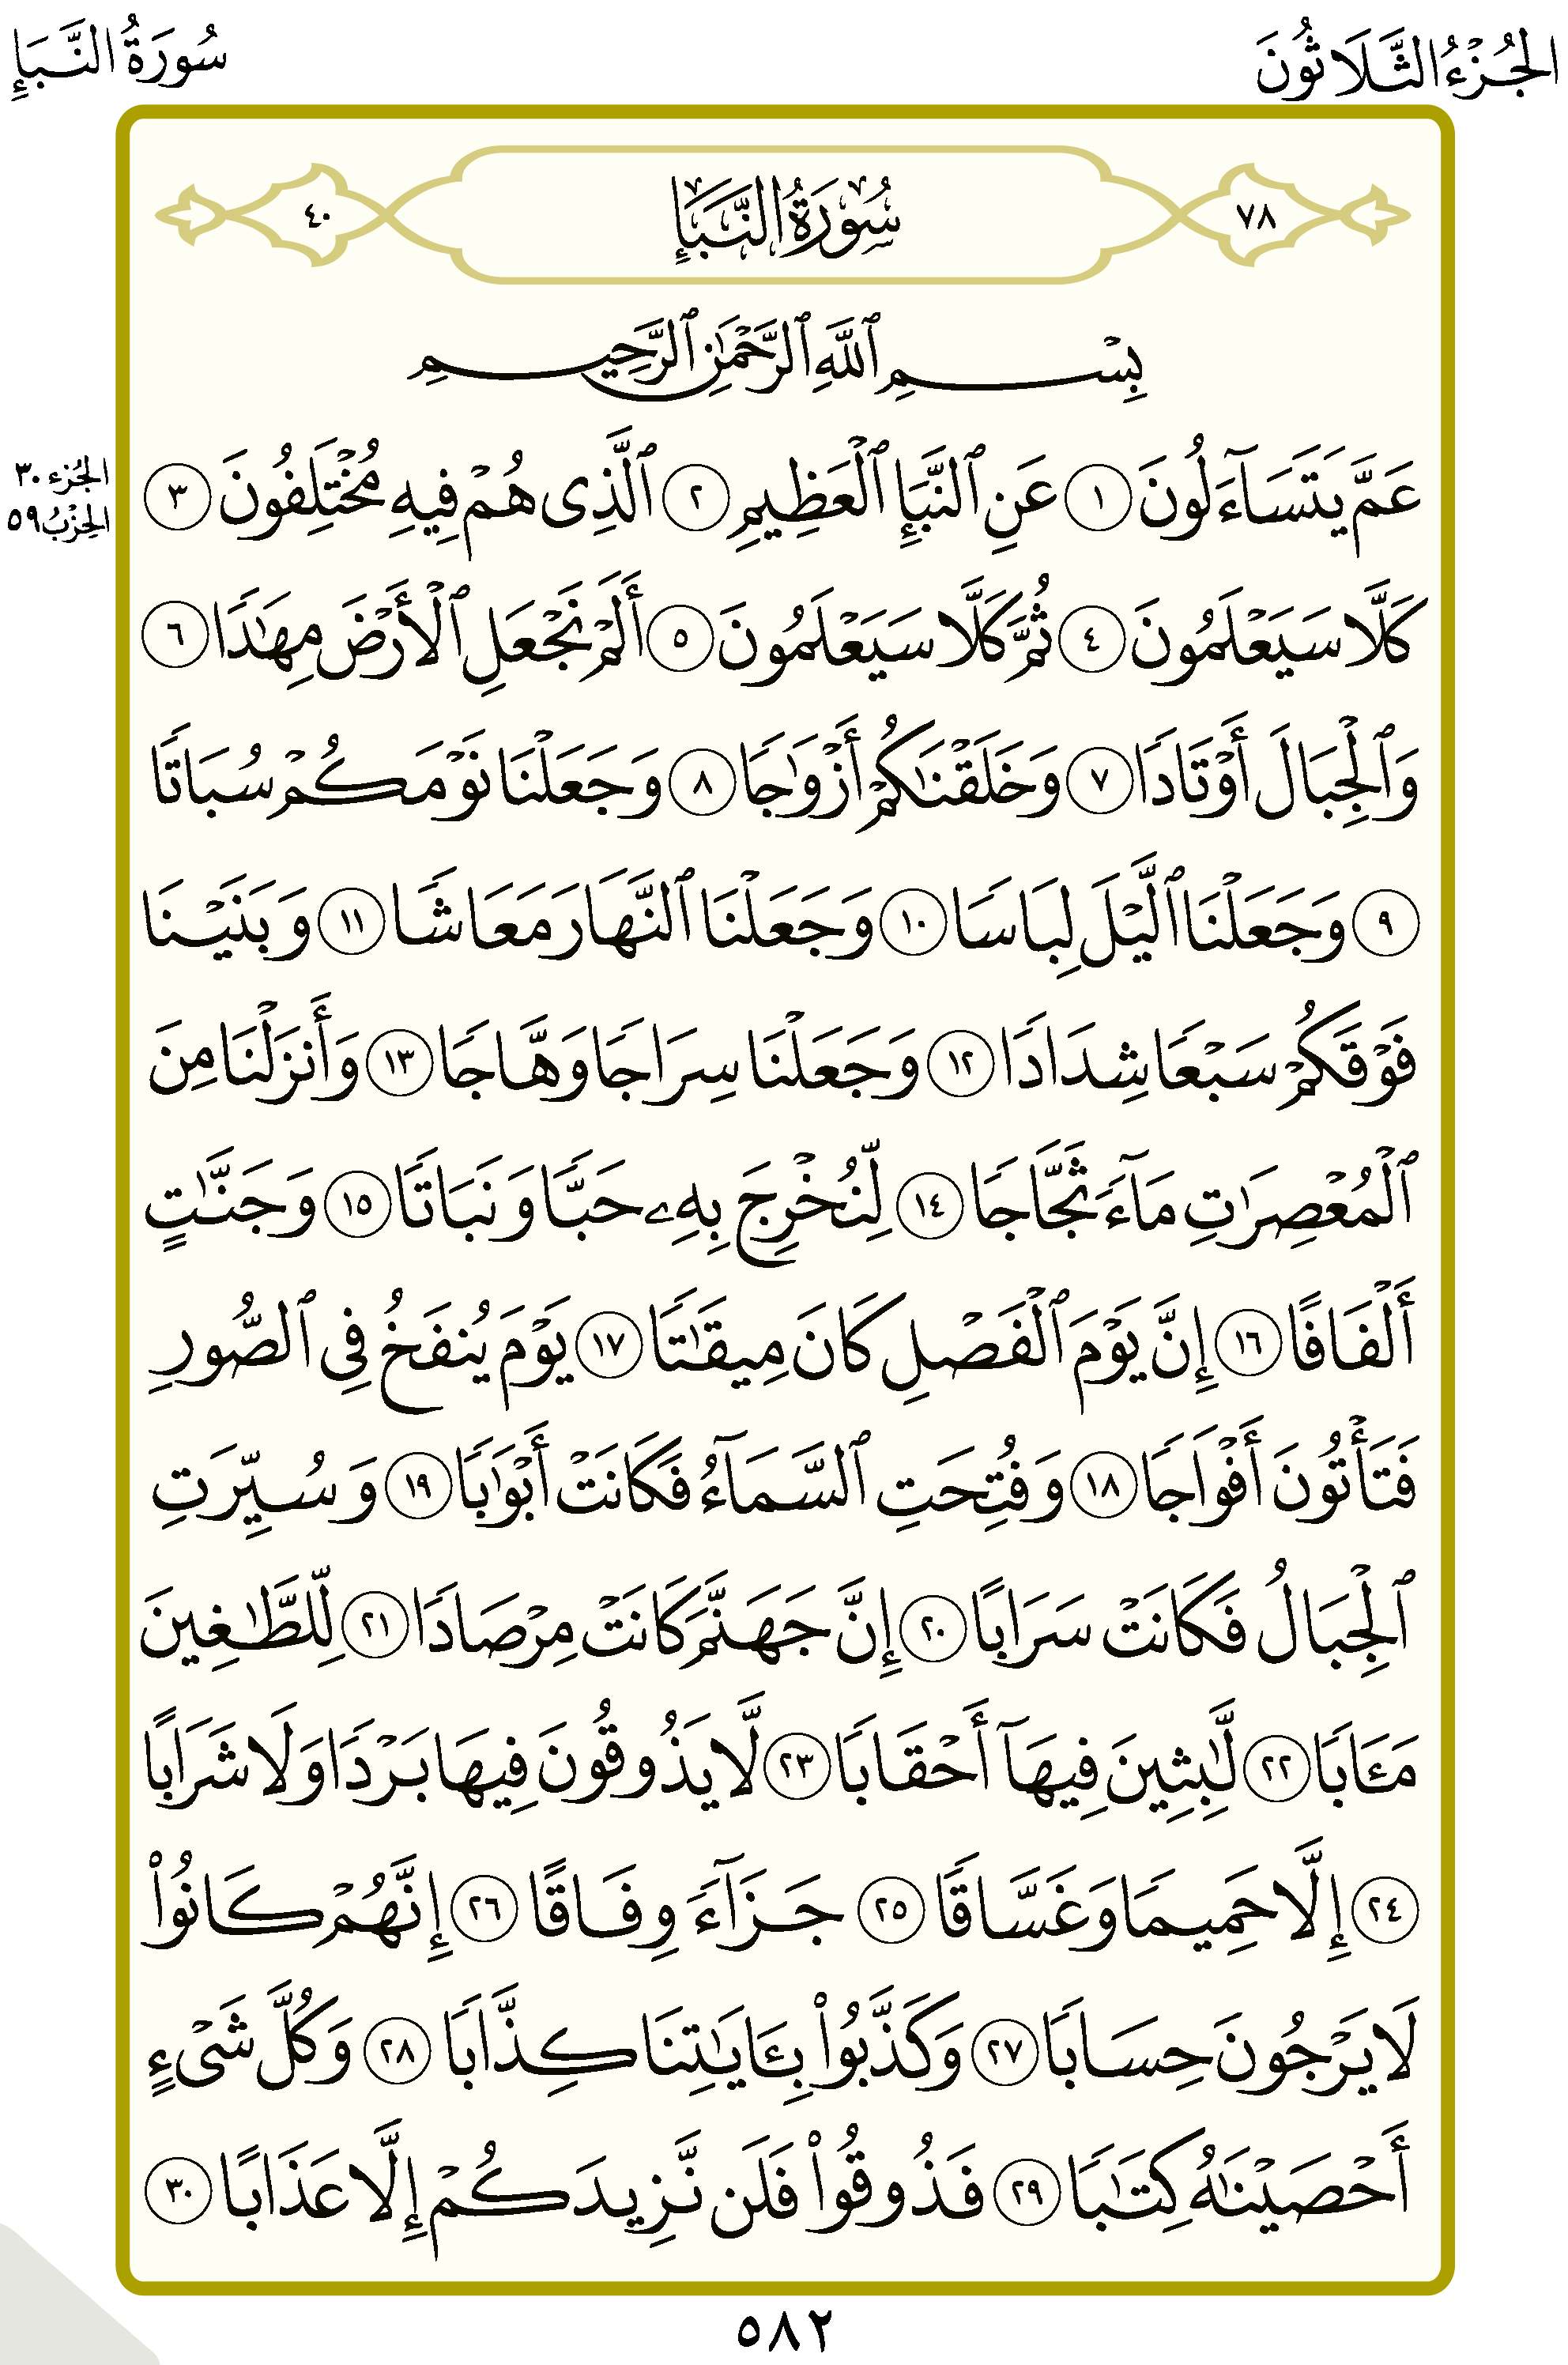 الجُزْءُ الثَّلَاثُونَ
سُورَةُ النَّبَإِ
٧٨
سُورَةُ النَّبَإِ
٤٠
بِسْمِ ٱللَّهِ ٱلرَّحْمَٰنِ ٱلرَّحِيمِ
الجُزء ٣٠
الحِزْبُ ٥٩
عَمَّ يَتَسَآءَلُونَ ١ عَنِ ٱلنَّبَإِ ٱلْعَظِيمِ ٢ ٱلَّذِى هُمْ فِيهِ مُخْتَلِفُونَ ٣
كَلَّا سَيَعْلَمُونَ ٤ ثُمَّ كَلَّا سَيَعْلَمُونَ ٥ أَلَمْ نَجْعَلِ ٱلْأَرْضَ مِهَٰدًا ٦
وَٱلْجِبَالَ أَوْتَادًا ٧ وَخَلَقْنَٰكُمْ أَزْوَٰجًا ٨ وَجَعَلْنَا نَوْمَكُمْ سُبَاتًا
٩ وَجَعَلْنَا ٱلَّيْلَ لِبَاسًا ١٠ وَجَعَلْنَا ٱلنَّهَارَ مَعَاشًا ١١ وَبَنَيْنَا
فَوْقَكُمْ سَبْعًا شِدَادًا ١٢ وَجَعَلْنَا سِرَاجًا وَهَّاجًا ١٣ وَأَنزَلْنَا مِنَ
ٱلْمُعْصِرَٰتِ مَآءً ثَجَّاجًا ١٤ لِّنُخْرِجَ بِهِۦ حَبًّا وَنَبَاتًا ١٥ وَجَنَّٰتٍ
أَلْفَافًا ١٦ إِنَّ يَوْمَ ٱلْفَصْلِ كَانَ مِيقَٰتًا ١٧ يَوْمَ يُنفَخُ فِى ٱلصُّورِ
فَتَأْتُونَ أَفْوَاجًا ١٨ وَفُتِحَتِ ٱلسَّمَآءُ فَكَانَتْ أَبْوَٰبًا ١٩ وَسُيِّرَتِ
ٱلْجِبَالُ فَكَانَتْ سَرَابًا ٢٠ إِنَّ جَهَنَّمَ كَانَتْ مِرْصَادًا ٢١ لِّلطَّٰغِينَ
مَـَٔابًا ٢٢ لَّٰبِثِينَ فِيهَآ أَحْقَابًا ٢٣ لَّا يَذُوقُونَ فِيهَا بَرْدًا وَلَا شَرَابًا
٢٤ إِلَّا حَمِيمًا وَغَسَّاقًا ٢٥ جَزَآءً وِفَاقًا ٢٦ إِنَّهُمْ كَانُوا۟
لَا يَرْجُونَ حِسَابًا ٢٧ وَكَذَّبُوا۟ بِـَٔايَٰتِنَا كِذَّابًا ٢٨ وَكُلَّ شَىْءٍ
أَحْصَيْنَٰهُ كِتَٰبًا ٢٩ فَذُوقُوا۟ فَلَن نَّزِيدَكُمْ إِلَّا عَذَابًا ٣٠
٥٨٢